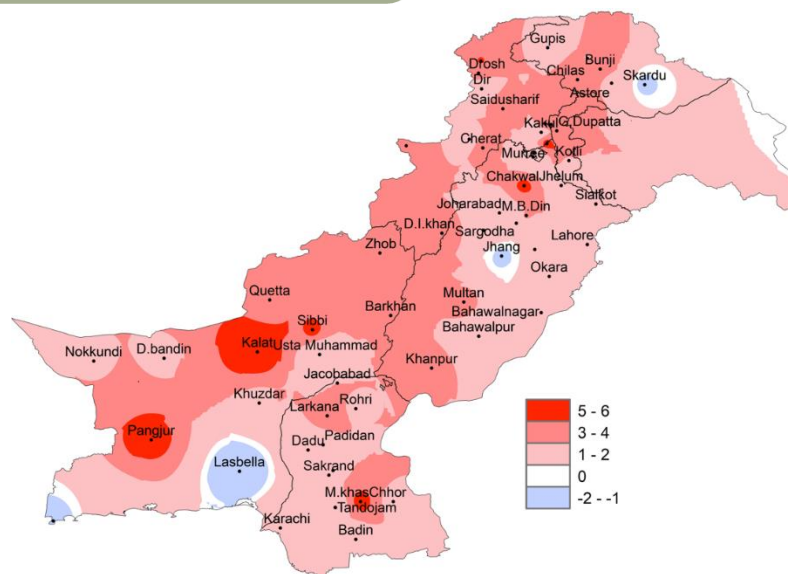 Gupis
Drosh
Bunji
Chilas
Skardu
Dir
Astore
Saidusharif
Kakul
G.Dupatta
Cherat
Murree
Kotli
Chakwal
Jhelum
Sialkot
Joharabad
M.B.Din
D.I.khan
Sargodha
Lahore
Zhob
Jhang
Okara
Quetta
Multan
Barkhan
Bahawalnagar
Sibbi
Bahawalpur
Nokkundi
D.bandin
Kalat
Usta Muhammad
Khanpur
Jacobabad
Khuzdar
Rohri
Larkana
Pangjur
Padidan
Dadu
Lasbella
Sakrand
M.khas
Chhor
Tandojam
Karachi
Badin
5 - 6
3 - 4
1 - 2
0
-2 - -1